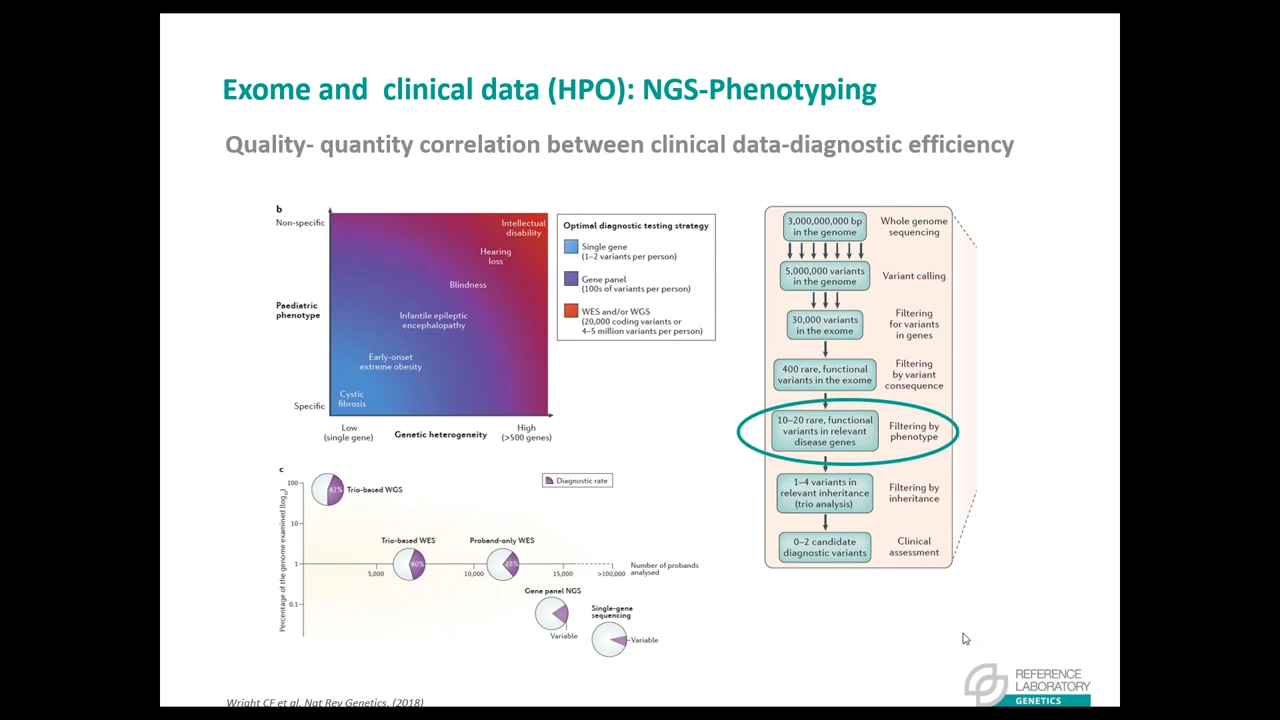 Exome and clinical data (HPO): NGS-Phenotyping
Quality- quantity correlation between clinical data-diagnostic efficiency
b
Non-specific
Paediatric
phenotype
Specific
Intellectual
disability
Hearing
loss
Blindness
Infantile epileptic
encephalopathy
Early-onset
extreme obesity
Cystic
fibrosis
Low
(single gene)
Genetic heterogeneity
High
(>500 genes)
Optimal diagnostic testing strategy
Single gene
(1–2 variants per person)
Gene panel
(100s of variants per person)
WES and/or WGS
(20,000 coding variants or
4–5 million variants per person)
c
Percentage of the genome examined (log10)
100
10
1
0.1
42%
Trio-based WGS
Diagnostic rate
Trio-based WES
40%
Proband-only WES
28%
5,000
10,000
15,000
>100,000
Number of probands
analysed
Gene panel NGS
Variable
Single-gene
sequencing
Variable
3,000,000,000 bp
in the genome
Whole genome
sequencing
5,000,000 variants
in the genome
Variant calling
30,000 variants
in the exome
Filtering
for variants
in genes
400 rare, functional
variants in the exome
Filtering
by variant
consequence
10–20 rare, functional
variants in relevant
disease genes
Filtering by
phenotype
1–4 variants in
relevant inheritance
(trio analysis)
Filtering by
inheritance
0–2 candidate
diagnostic variants
Clinical
assessment
Wright CF et al. Nat Rev Genetics. (2018)
REFERENCE
LABORATORY
GENETICS